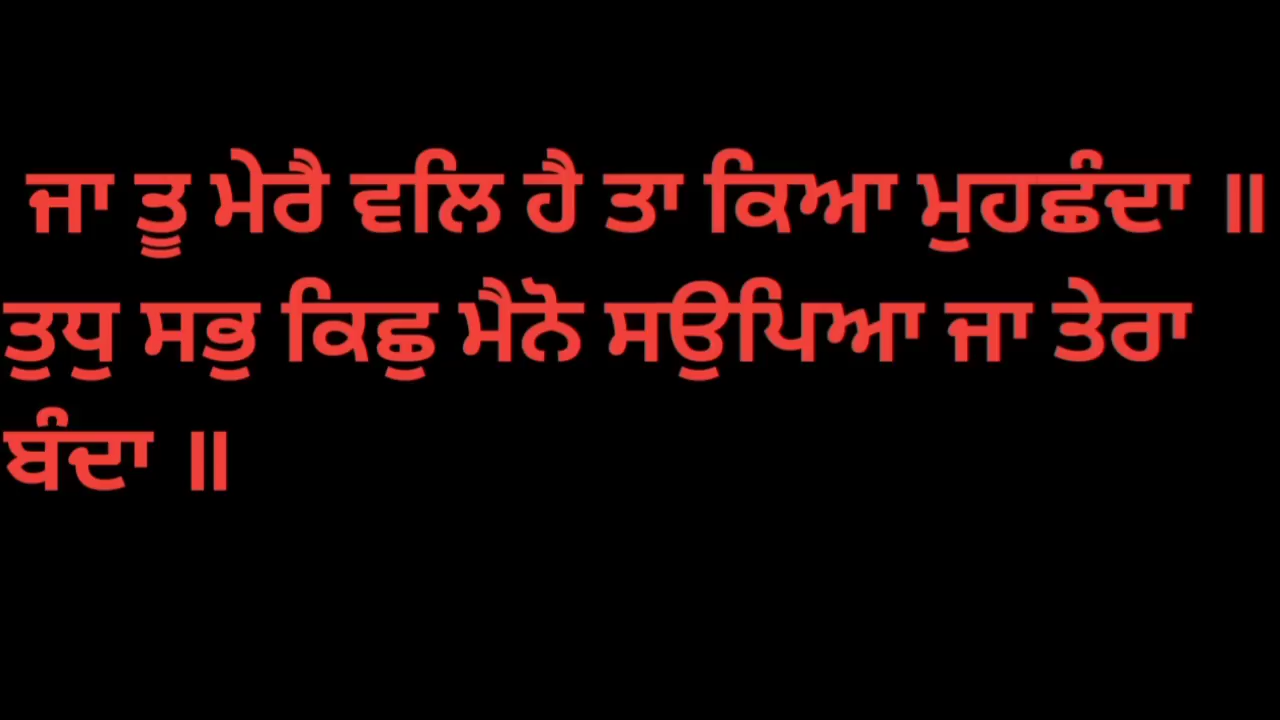 ਜਾ ਤੂ ਮੇਰੈ ਵਲਿ ਹੈ ਤਾ ਕਿਆ ਮੁਹਛੰਦਾ ॥
ਤੁਧੁ ਸਭੁ ਕਿਛੁ ਮੈਨੋ ਸਉਪਿਆ ਜਾ ਤੇਰਾ
ਬੰਦਾ ॥